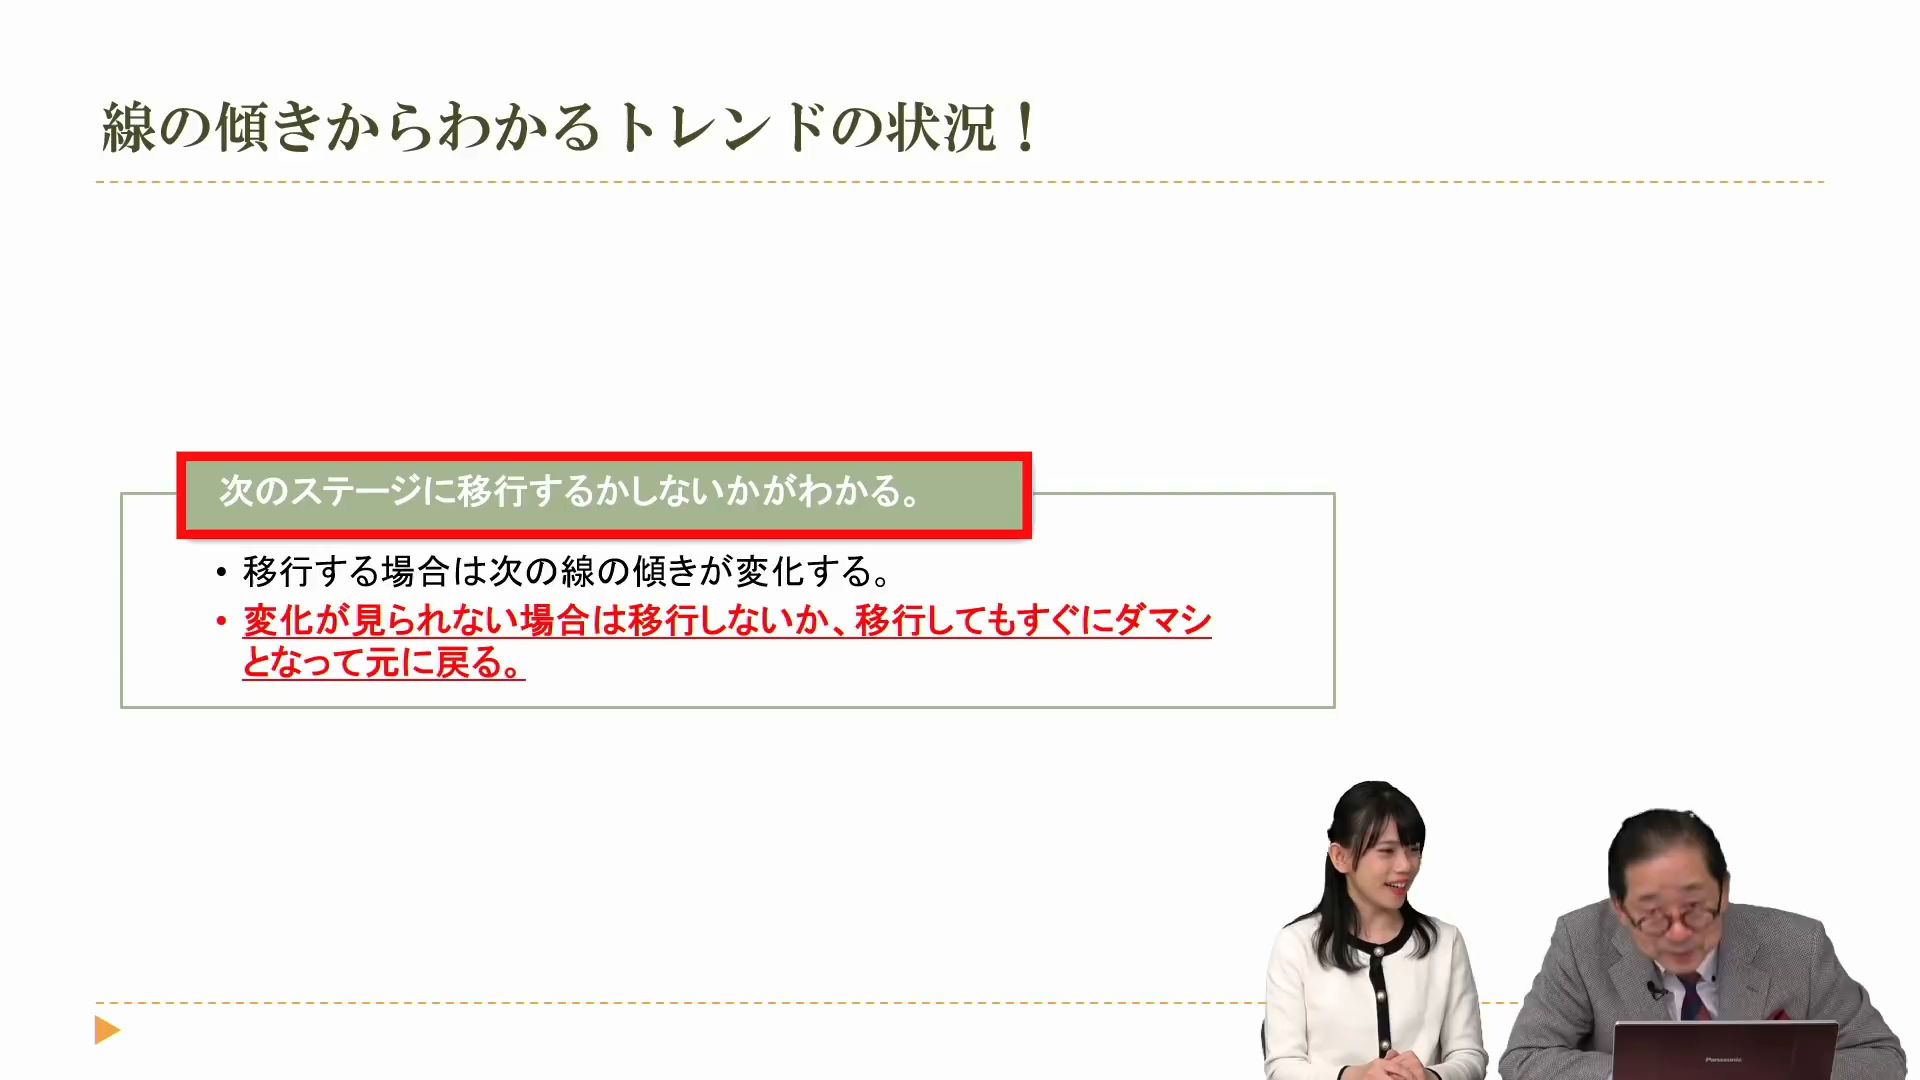 線の傾きからわかるトレンドの状況！
次のステージに移行するかしないかがわかる。
• 移行する場合は次の線の傾きが変化する。
• 変化が見られない場合は移行しないか、移行してもすぐにダマシ
となって元に戻る。
Panasonic